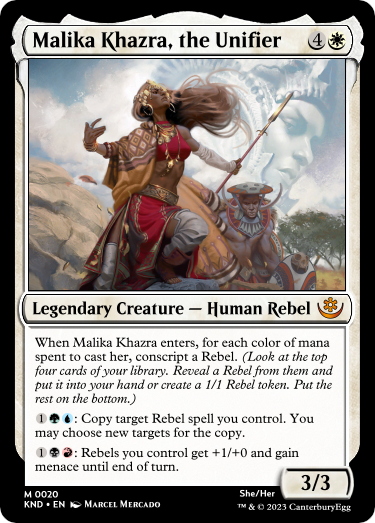 Malika Khazra, the Unifier 4
Legendary Creature — Human Rebel
When Malika Khazra enters, for each color of mana
spent to cast her, conscript a Rebel. (Look at the top
four cards of your library. Reveal a Rebel from them and
put it into your hand or create a 1/1 Rebel token. Put the
rest on the bottom.)
1: Copy target Rebel spell you control. You
may choose new targets for the copy.
1: Rebels you control get +1/+0 and gain
menace until end of turn.
3/3
M 0020
KND • EN Marcel Mercado
She/Her
™ & © 2023 CanterburyEgg